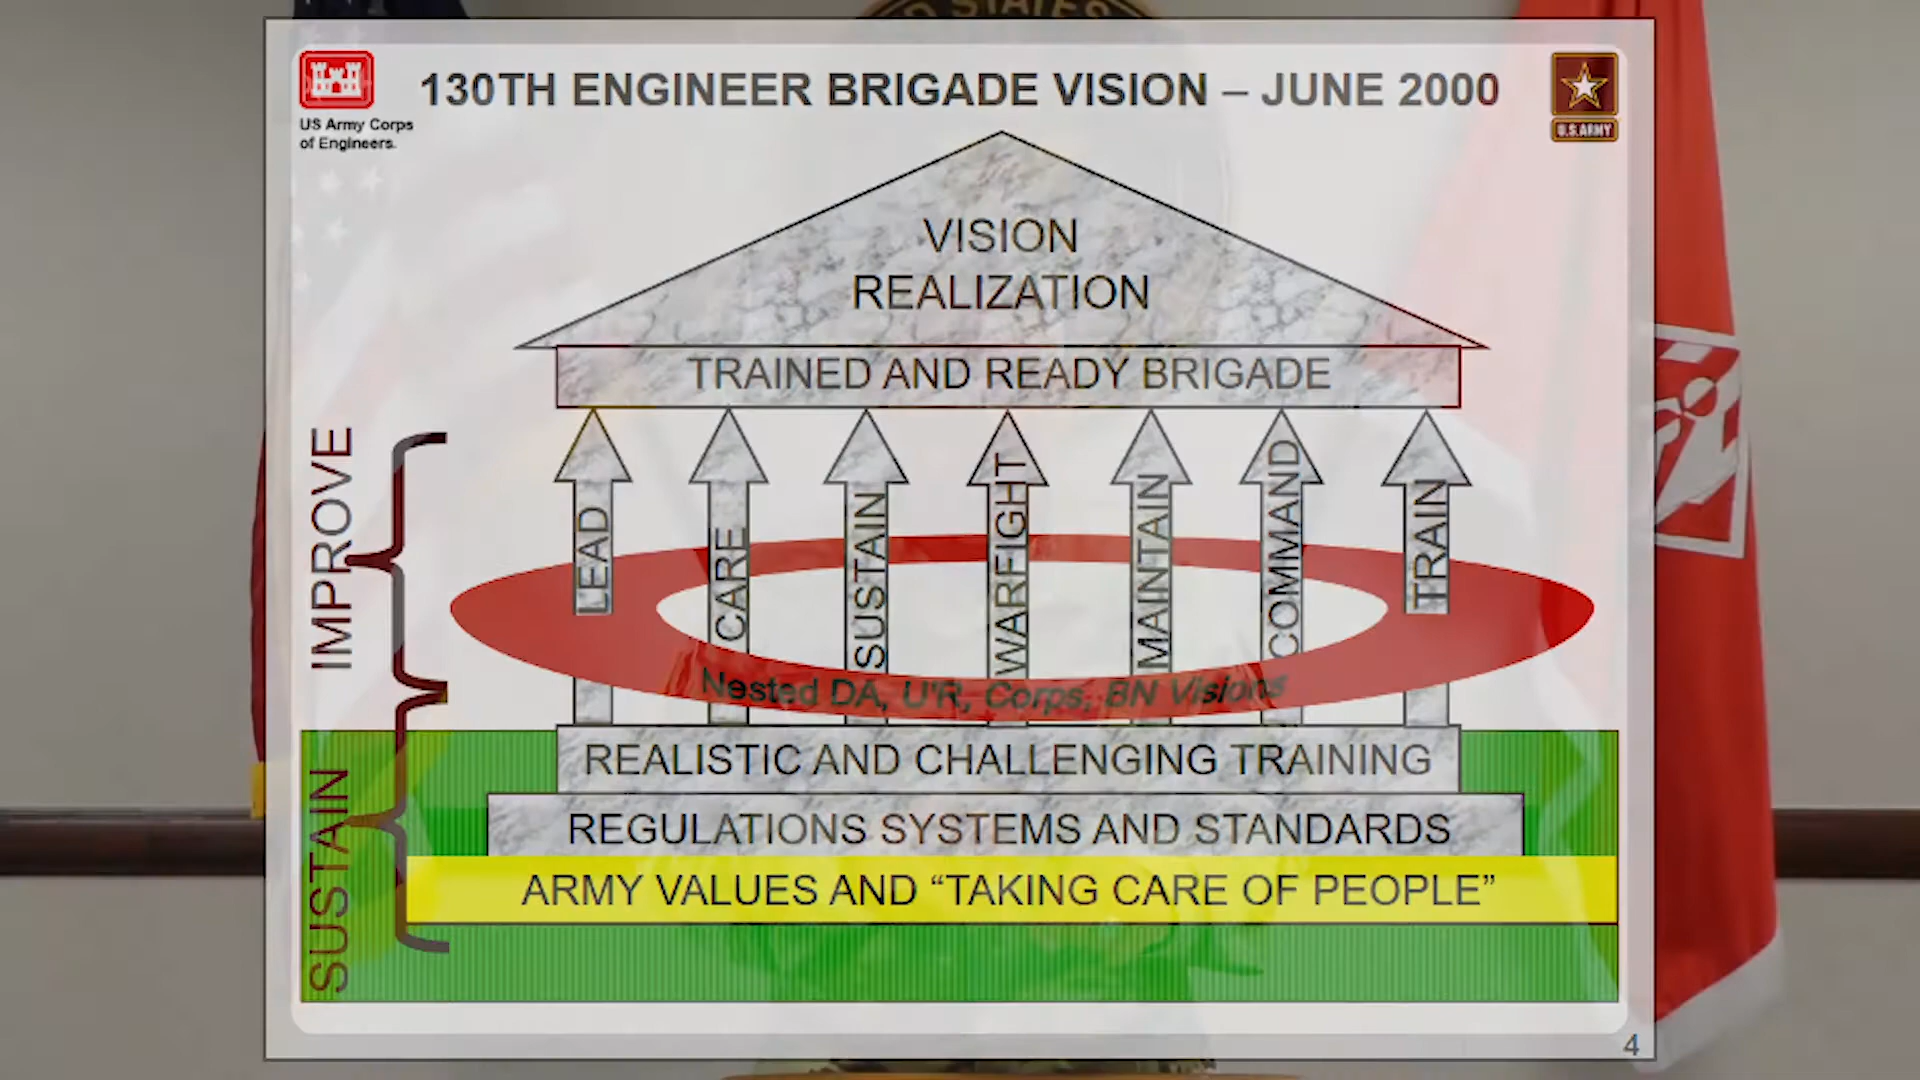 D STATES
130TH ENGINEER BRIGADE VISION – JUNE 2000
US Army Corps
of Engineers.
U.S.ARMY
VISION
REALIZATION
TRAINED AND READY BRIGADE
IMPROVE
LEAD
CARE
SUSTAIN
WARFIGHT
MAINTAIN
COMMAND
TRAIN
Nested DA, U'R, Corps, BN Visions
SUSTAIN
REALISTIC AND CHALLENGING TRAINING
REGULATIONS SYSTEMS AND STANDARDS
ARMY VALUES AND “TAKING CARE OF PEOPLE”
4